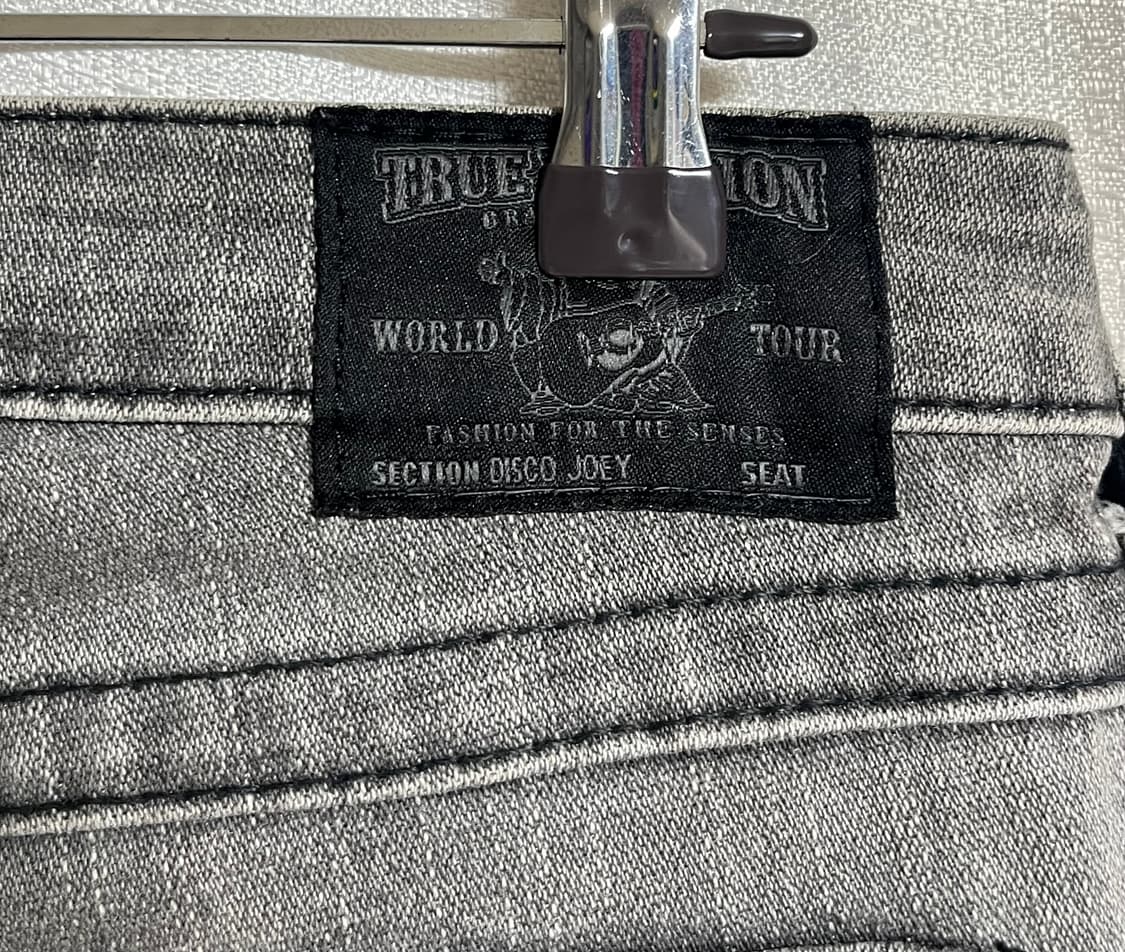 TRUE
WORLD TOUR
FASHION FOR THE SENSES
SECTION DISCO JOEY SEAT